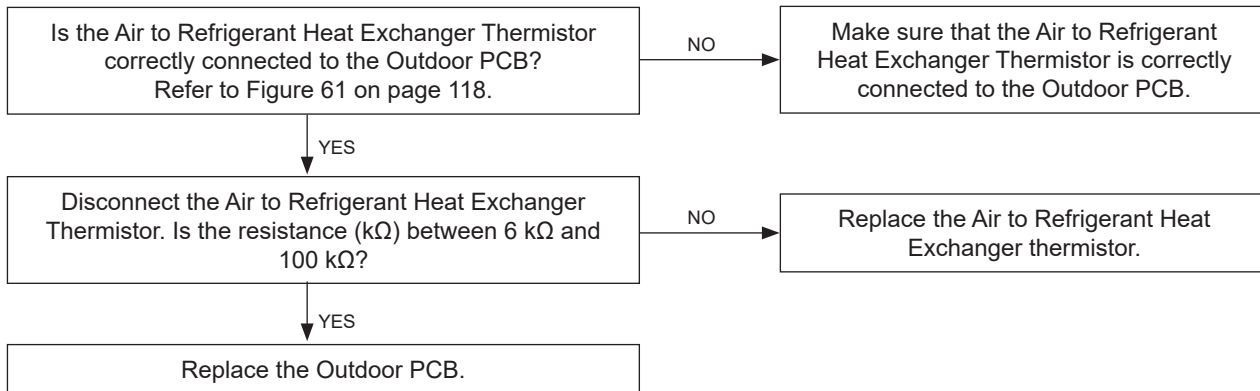 Is the Air to Refrigerant Heat Exchanger Thermistor
correctly connected to the Outdoor PCB?
Refer to Figure 61 on page 118.
NO
Make sure that the Air to Refrigerant
Heat Exchanger Thermistor is correctly
connected to the Outdoor PCB.
YES
Disconnect the Air to Refrigerant Heat Exchanger
Thermistor. Is the resistance (kΩ) between 6 kΩ and
100 kΩ?
NO
Replace the Air to Refrigerant Heat
Exchanger thermistor.
YES
Replace the Outdoor PCB.